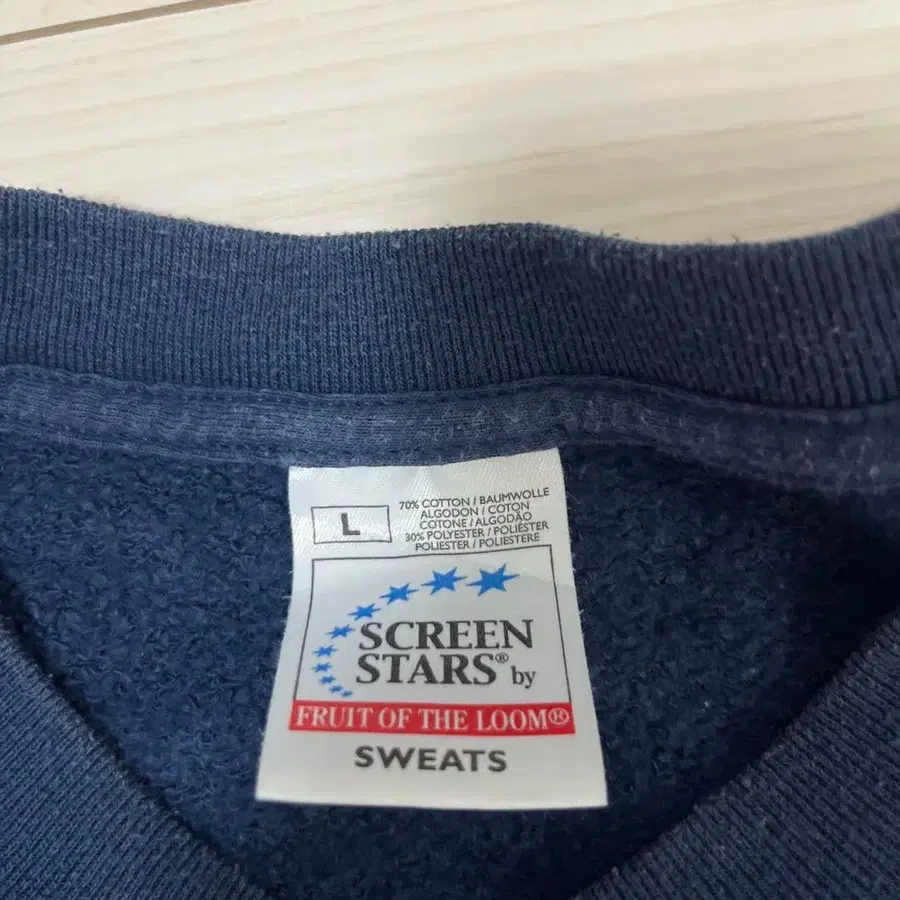 L
70% COTTON / BAUMWOLLE
ALGODON / COTON
COTONE / ALGODÃO
30% POLYESTER / POLIÉSTER
POLIESTER / POLIESTERE
SCREEN
STARS® by
FRUIT OF THE LOOM®
SWEATS